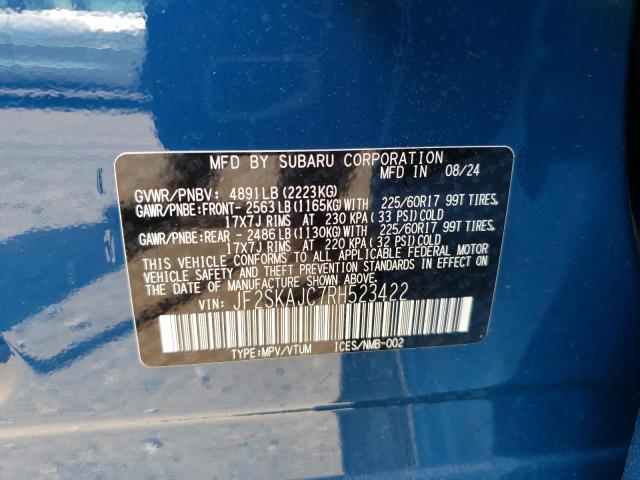 MFD BY SUBARU CORPORATION
MFD IN 08/24
GVWR/PNBV: 4891LB (2223KG)
GAWR/PNBE:FRONT- 2563LB (1165KG)WITH 225/60R17 99T TIRES,
17X7J RIMS AT 230 KPA(33 PSI)COLD
GAWR/PNBE:REAR - 2486LB (1130KG)WITH 225/60R17 99T TIRES,
17X7J RIMS AT 220 KPA(32 PSI)COLD
THIS VEHICLE CONFORMS TO ALL APPLICABLE FEDERAL MOTOR
VEHICLE SAFETY AND THEFT PREVENTION STANDARDS IN EFFECT ON
THE DATE OF MANUFACTURE SHOWN ABOVE.
VIN: JF2SKAJC7RH523422
TYPE:MPV/VTUM ICES/NMB-002